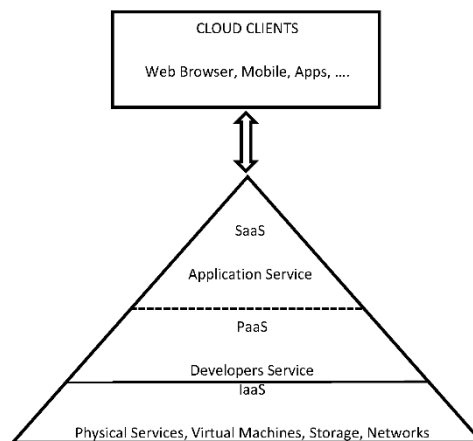 CLOUD CLIENTS
Web Browser, Mobile, Apps, ....
SaaS
Application Service
PaaS
Developers Service
IaaS
Physical Services, Virtual Machines, Storage, Networks